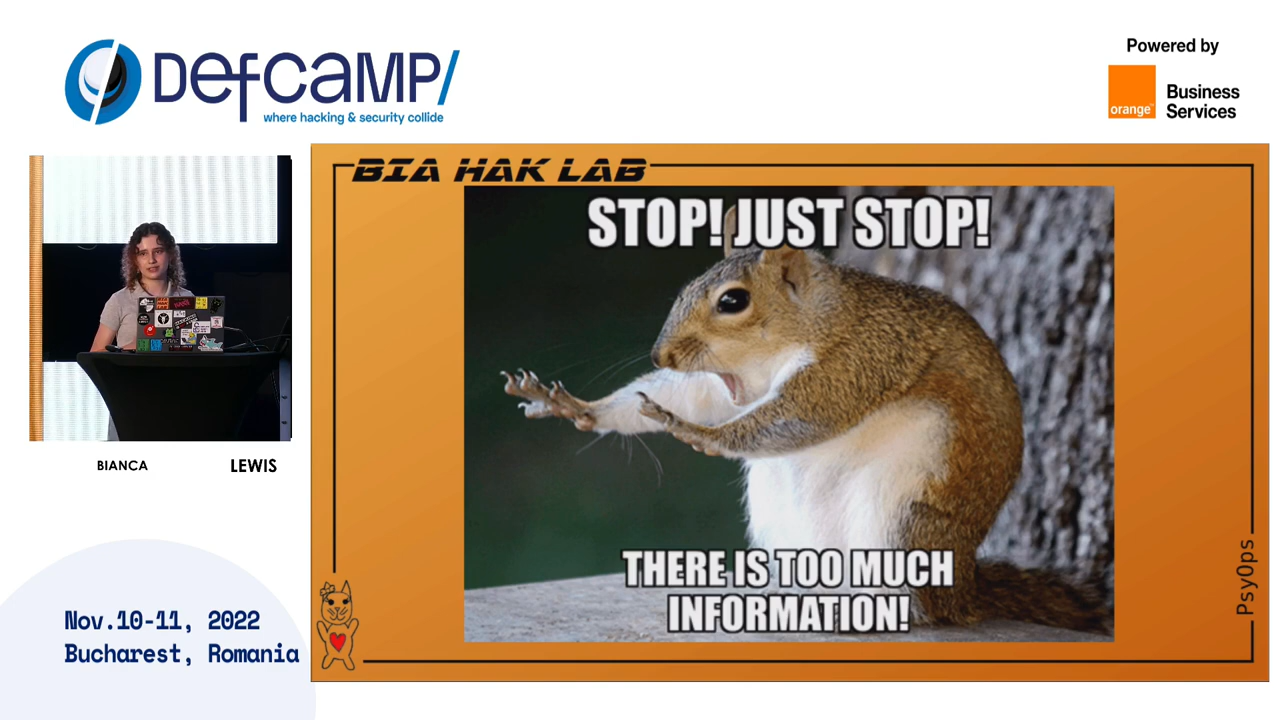 Defcamp/
where hacking & security collide
Powered by
orange™
Business
Services
BIA HAK LAB
STOP! JUST STOP!
THERE IS TOO MUCH
INFORMATION!
PsyOps
BIANCA LEWIS
Nov.10-11, 2022
Bucharest, Romania